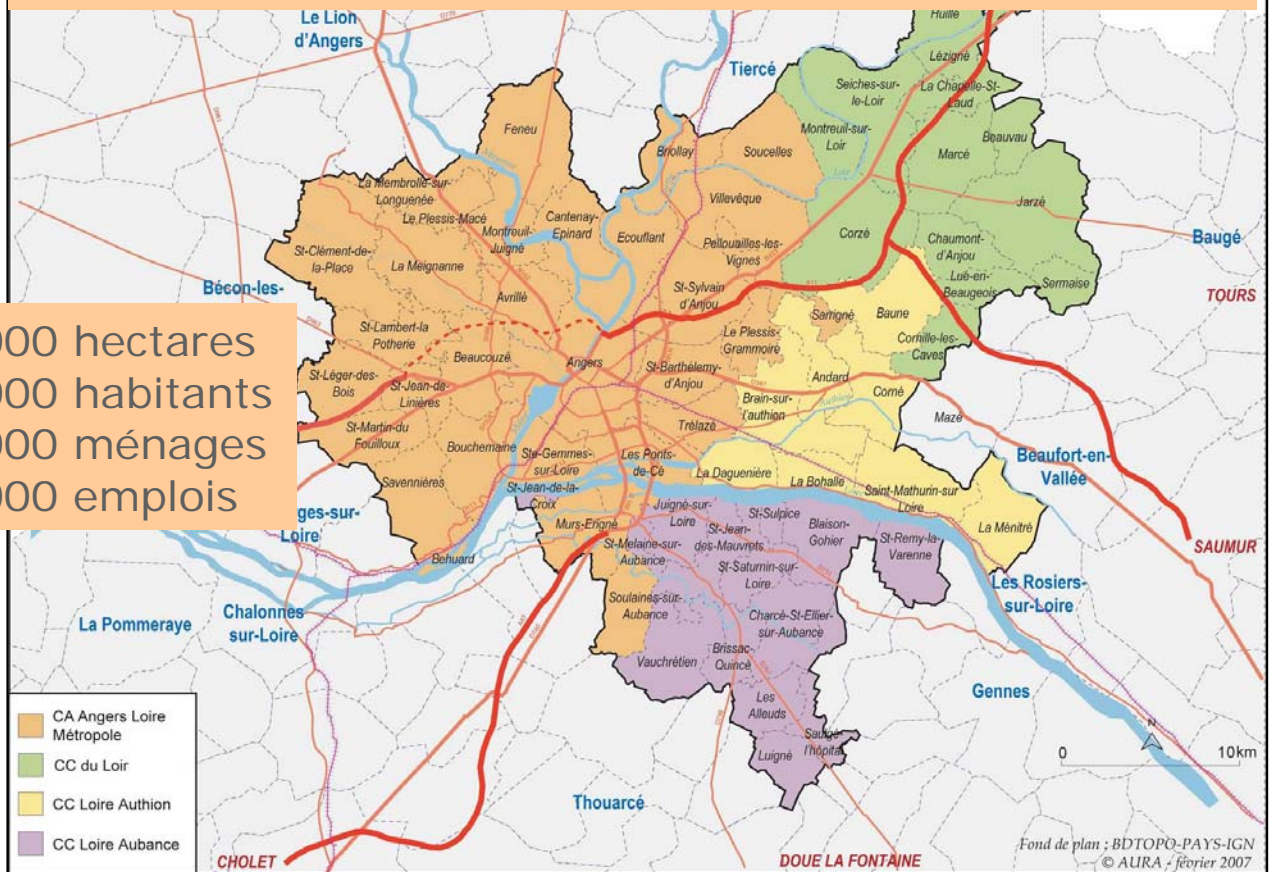 Le Lion
d'Angers
Tiercé
Huillé
Lézigné
Seiches-sur-
le-Loir
La Chapelle-St-
Laud
Feneu
Montreuil-sur-
Loir
Beauvau
Briollay
Soucelles
Marcé
La Membrolle-sur-
Longuenée
Villevêque
Le Plessis-Macé
Cantenay-
Epinard
Jarzé
Montreuil-
Juigné
Ecouflant
Corzé
Baugé
St-Clément-de-
la-Place
La Meignanne
Pellouailles-les-
Vignes
Chaumont-
d'Anjou
Bécon-les-
Avrillé
St-Sylvain
d'Anjou
Lué-en-
Beaugeois
Sermaise
TOURS
000 hectares
000 habitants
000 ménages
000 emplois
St-Lambert-la
Potherie
Sarrigné
Baune
Le Plessis-
Grammoire
Cornille-les-
Caves
Beaucouzé
Angers
St-Léger-des-
Bois
St-Jean-de-
Linières
St-Barthélemy-
d'Anjou
Andard
Corné
Brain-sur-
l'authion
Authion
Mazé
St-Martin-du
Fouilloux
Trélazé
Bouchemaine
Ste-Gemmes-
sur-Loire
Les Ponts-
de-Cé
Beaufort-en-
Vallée
Savennières
La Daguenière
St-Jean-de-la-
Croix
La Bohalle
Saint-Mathurin-sur
Loire
ges-sur-
Loire
Juigné-sur-
Loire
St-Sulpice
La Ménitré
Murs-Erigné
St-Jean-
des-Mauvrets
Blaison-
Gohier
St-Remy-la-
Varenne
SAUMUR
Behuard
St-Melaine-sur-
Aubance
St-Saturnin-sur-
Loire
Les Rosiers-
sur-Loire
Chalonnes
sur-Loire
Soulaines-sur-
Aubance
La Pommeraye
Charcé-St-Ellier-
sur-Aubance
Vauchrétien
Brissac-
Quincé
Gennes
Les
Alleuds
Saulgé-
l'hôpital
Luigné
N
0 10km
CA Angers Loire
Métropole
CC du Loir
CC Loire Authion
CC Loire Aubance
Thouarcé
CHOLET
DOUE LA FONTAINE
Fond de plan : BDTOPO-PAYS-IGN
© AURA - février 2007